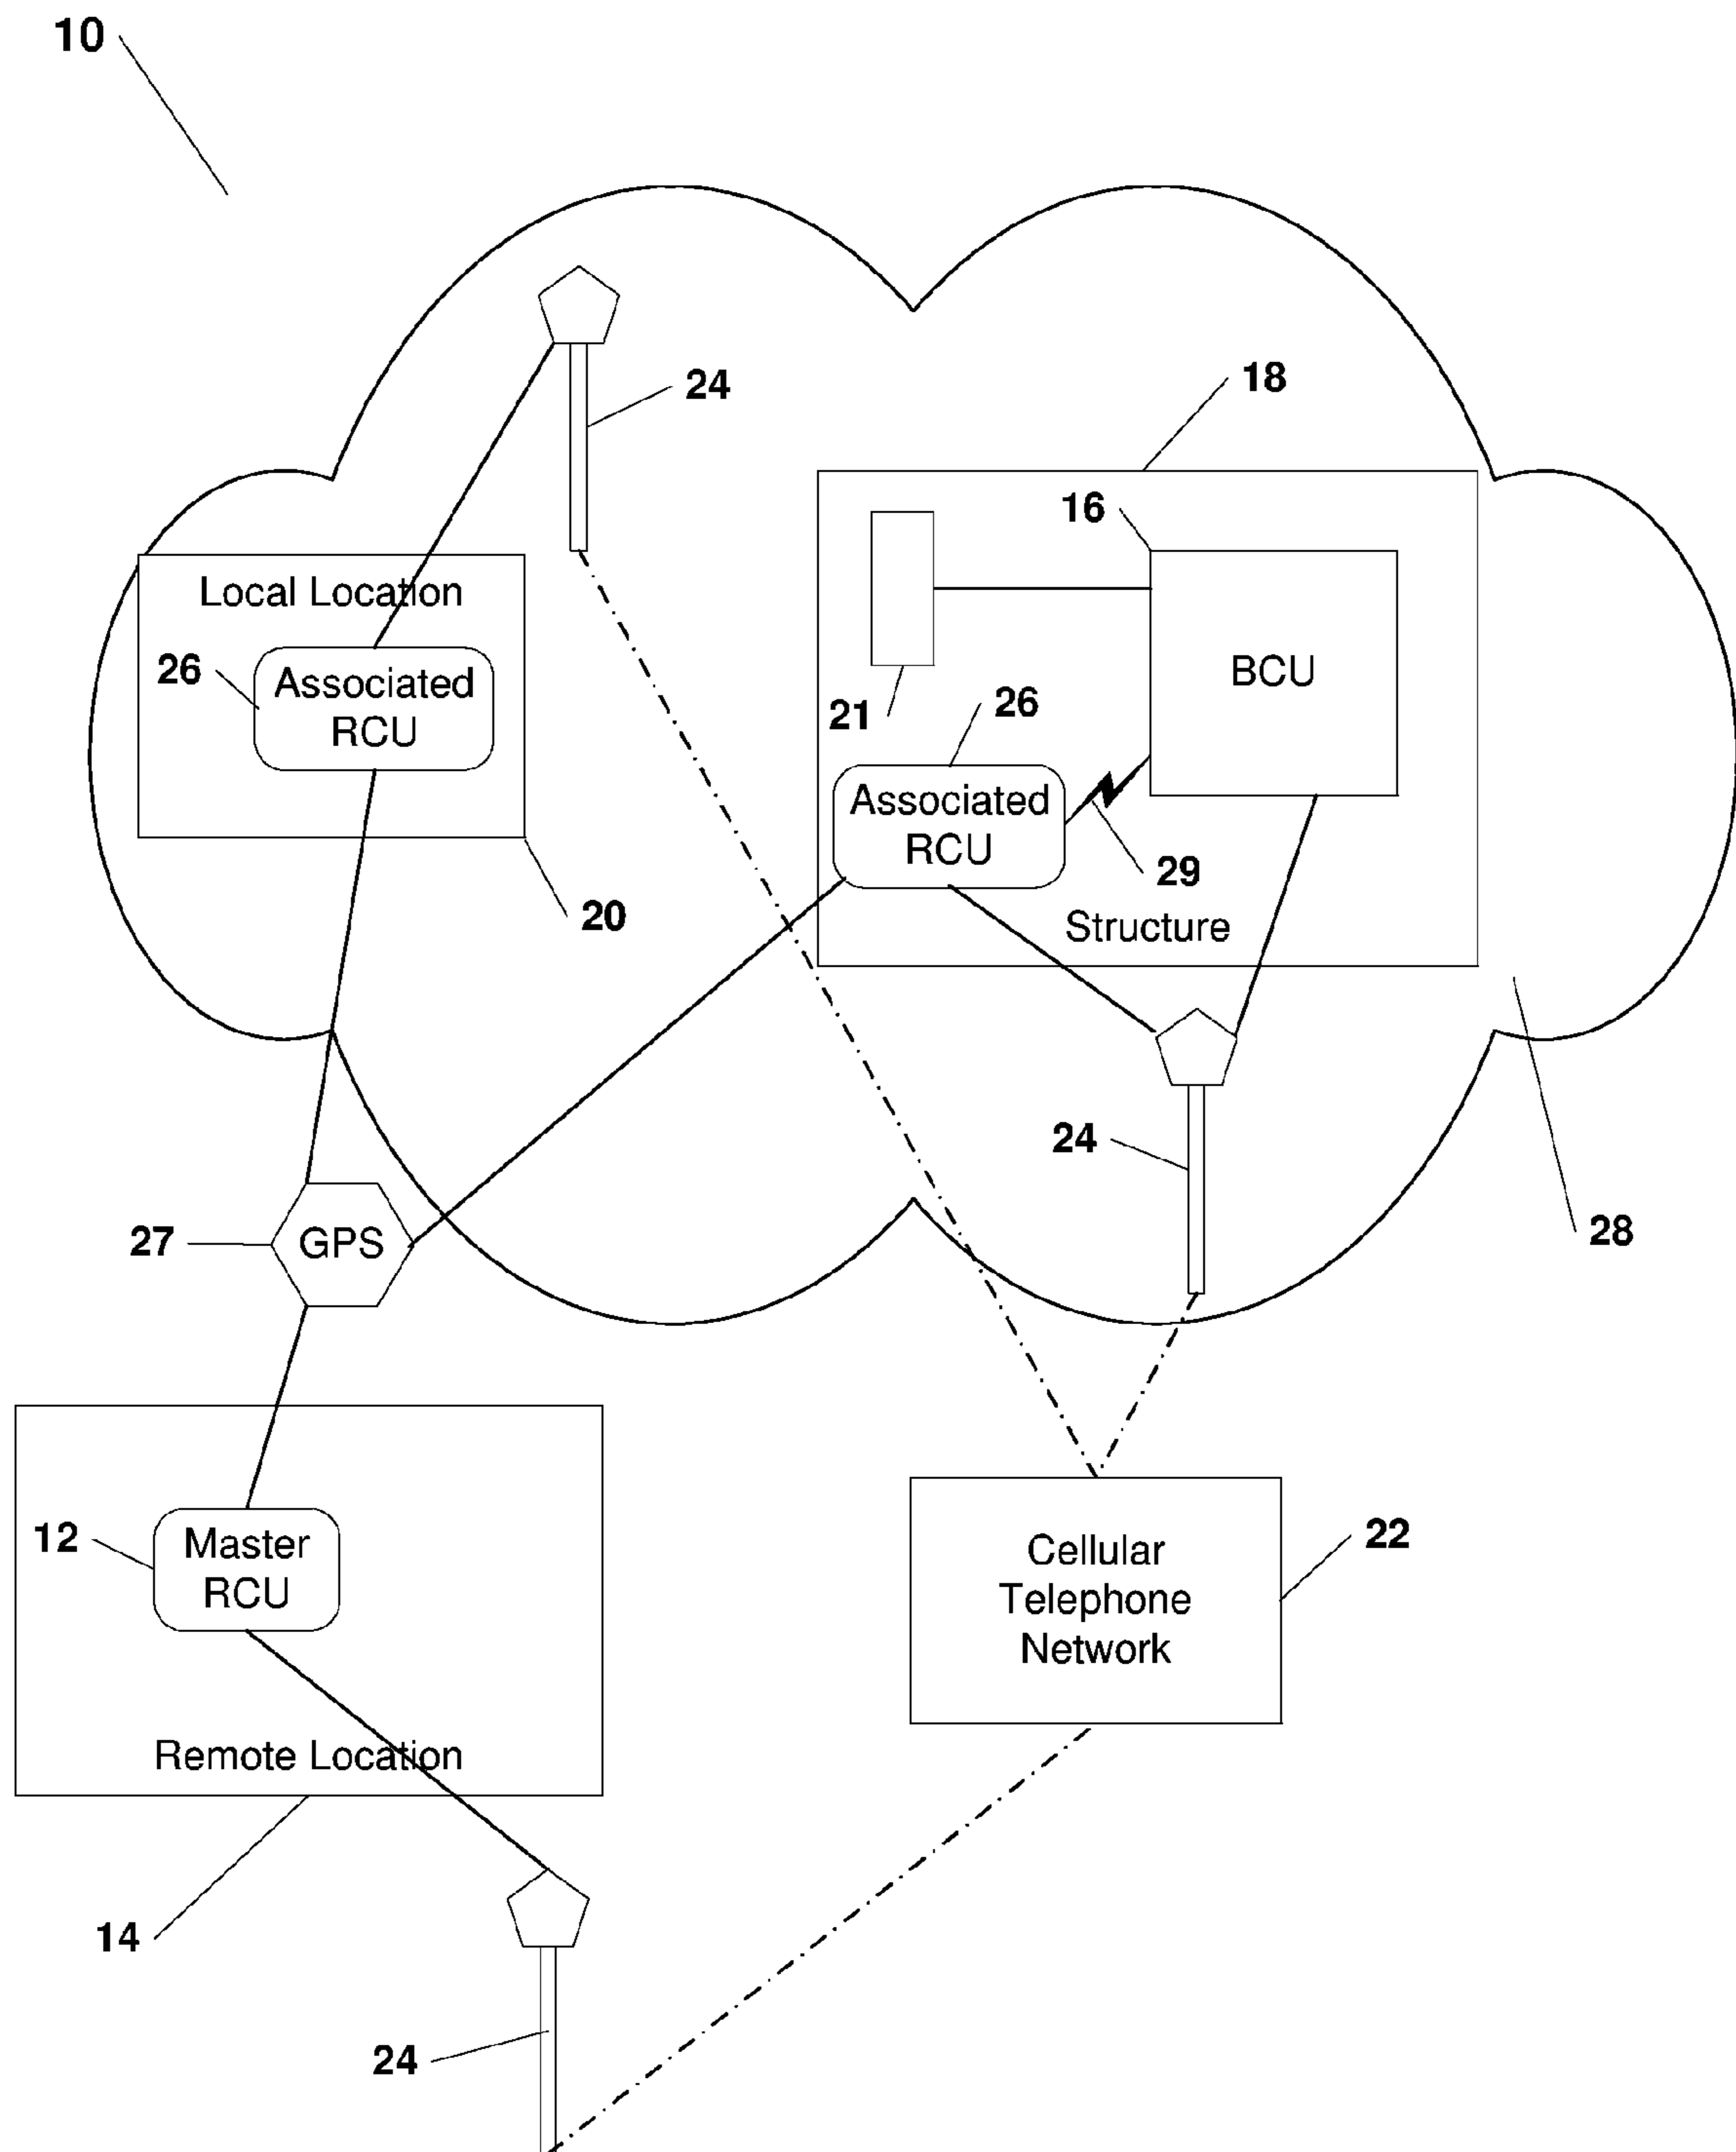 10
24
18
16
Local Location
26
Associated
RCU
BCU
21
26
Associated
RCU
29
20
Structure
24
27
GPS
28
12
Master
RCU
Cellular
Telephone
Network
22
Remote Location
14
24